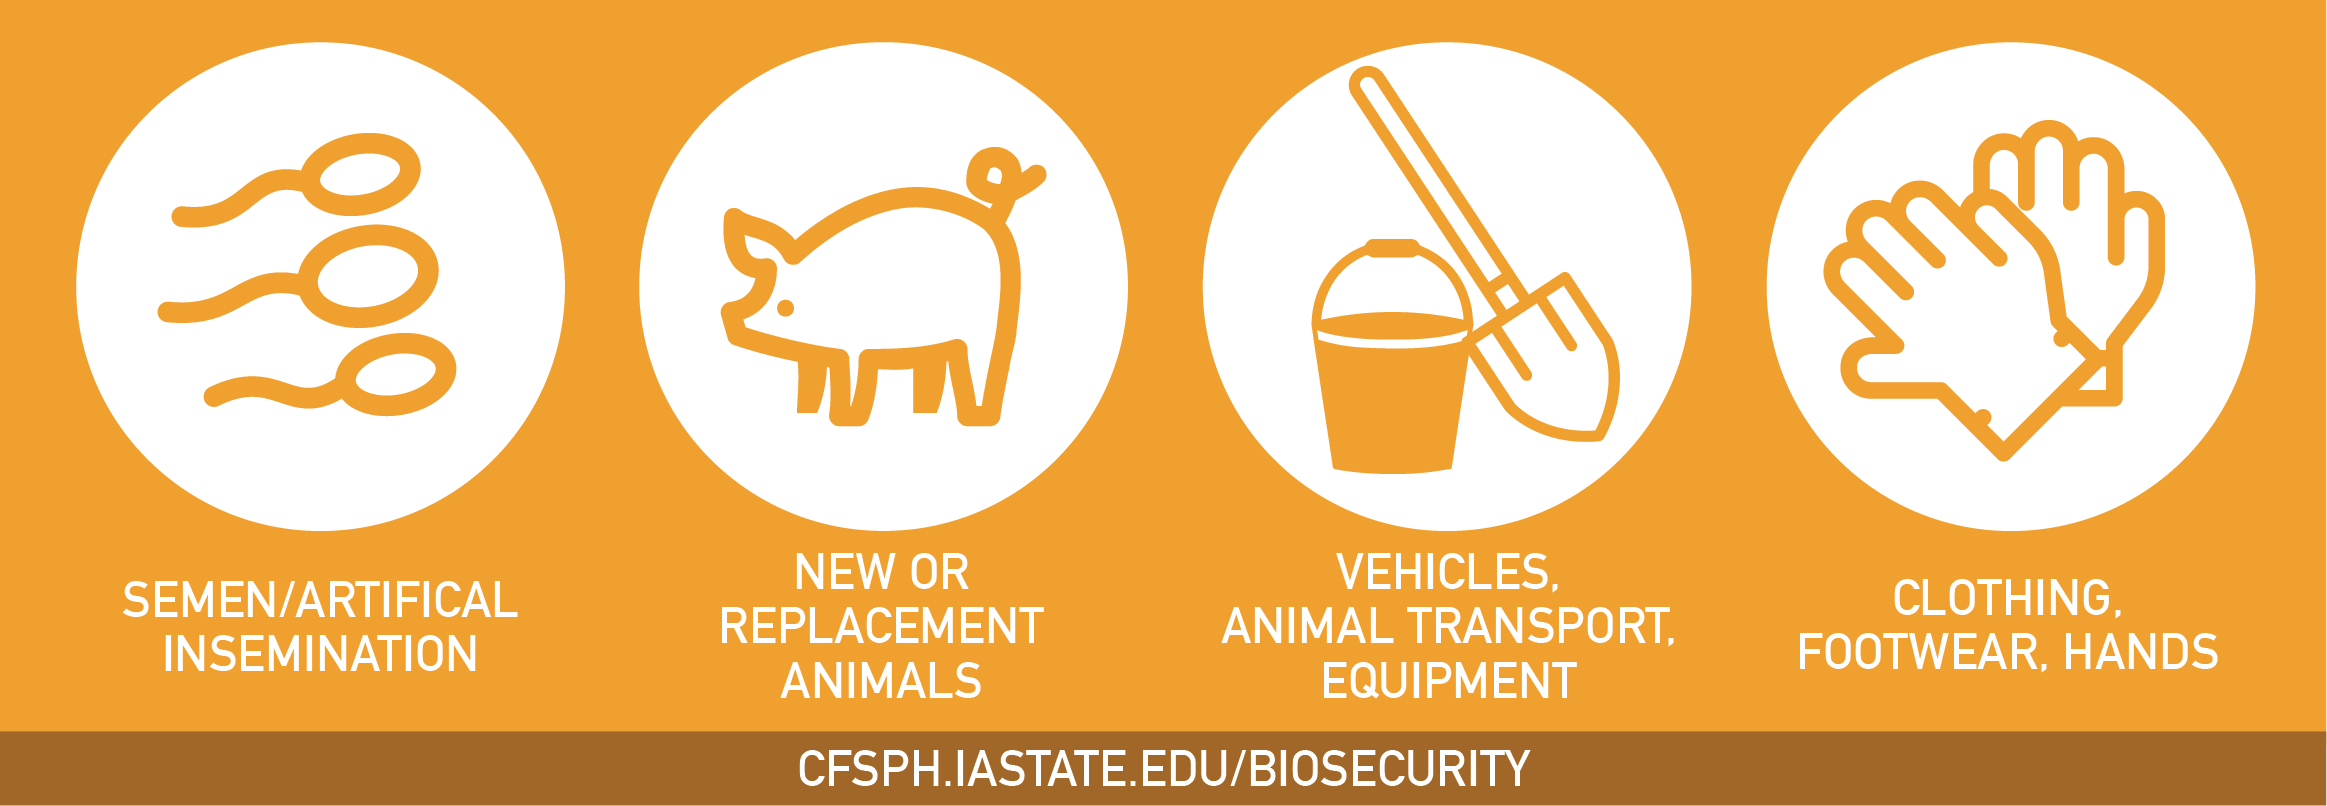 SEMEN/ARTIFICAL
INSEMINATION
NEW OR
REPLACEMENT
ANIMALS
VEHICLES,
ANIMAL TRANSPORT,
EQUIPMENT
CLOTHING,
FOOTWEAR, HANDS
CFSPH.IASTATE.EDU/BIOSECURITY